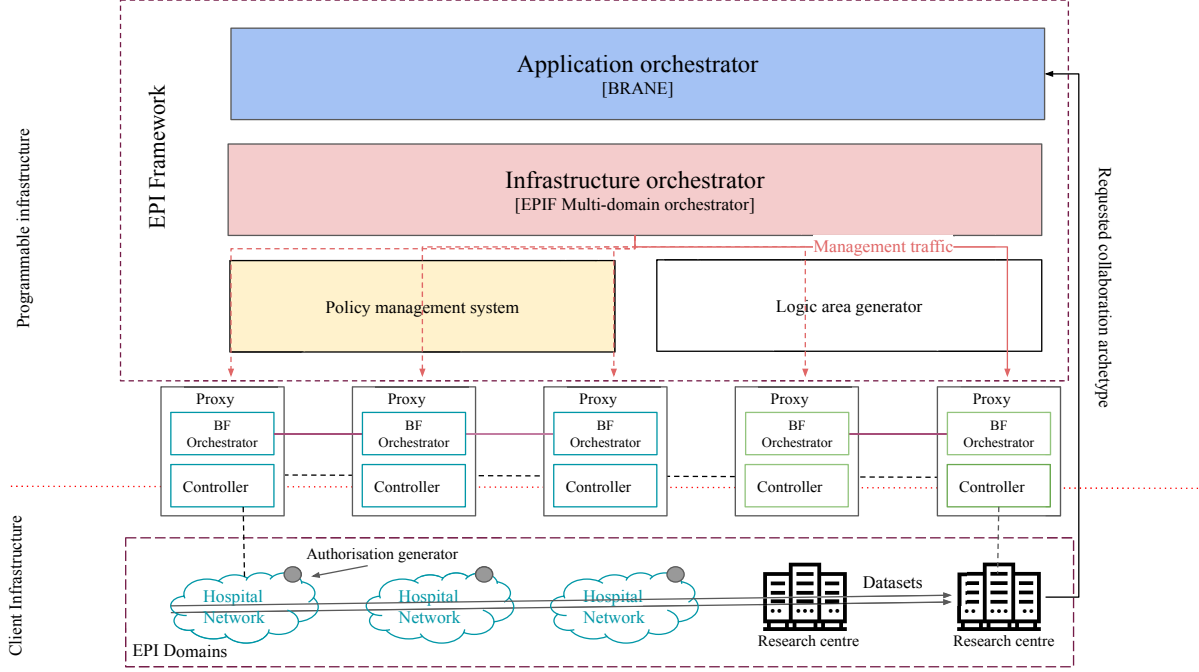 Programmable infrastructure
EPI Framework
Application orchestrator
[BRANE]
Infrastructure orchestrator
[EPIF Multi-domain orchestrator]
Management traffic
Policy management system
Logic area generator
Requested collaboration archetype
Proxy
BF
Orchestrator
Controller
Proxy
BF
Orchestrator
Controller
Proxy
BF
Orchestrator
Controller
Proxy
BF
Orchestrator
Controller
Proxy
BF
Orchestrator
Controller
Client Infrastructure
Authorisation generator
Hospital
Network
Hospital
Network
Hospital
Network
Datasets
Research centre
Research centre
EPI Domains